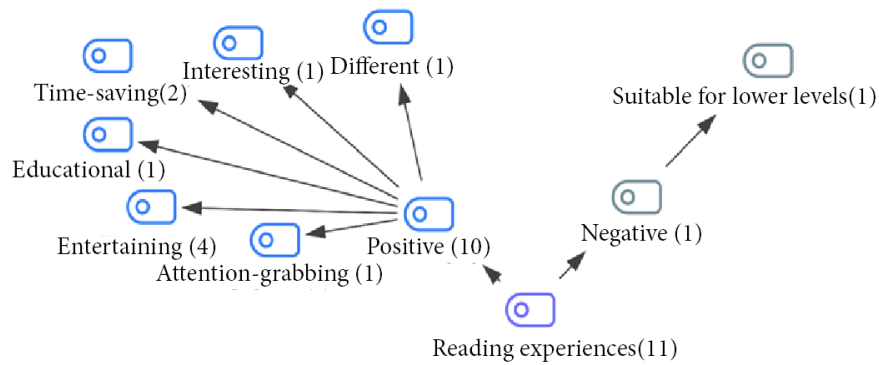 Different (1)
Interesting (1)
Time-saving(2)
Suitable for lower levels(1)
Educational (1)
Entertaining (4)
Positive (10)
Negative (1)
Attention-grabbing (1)
Reading experiences(11)